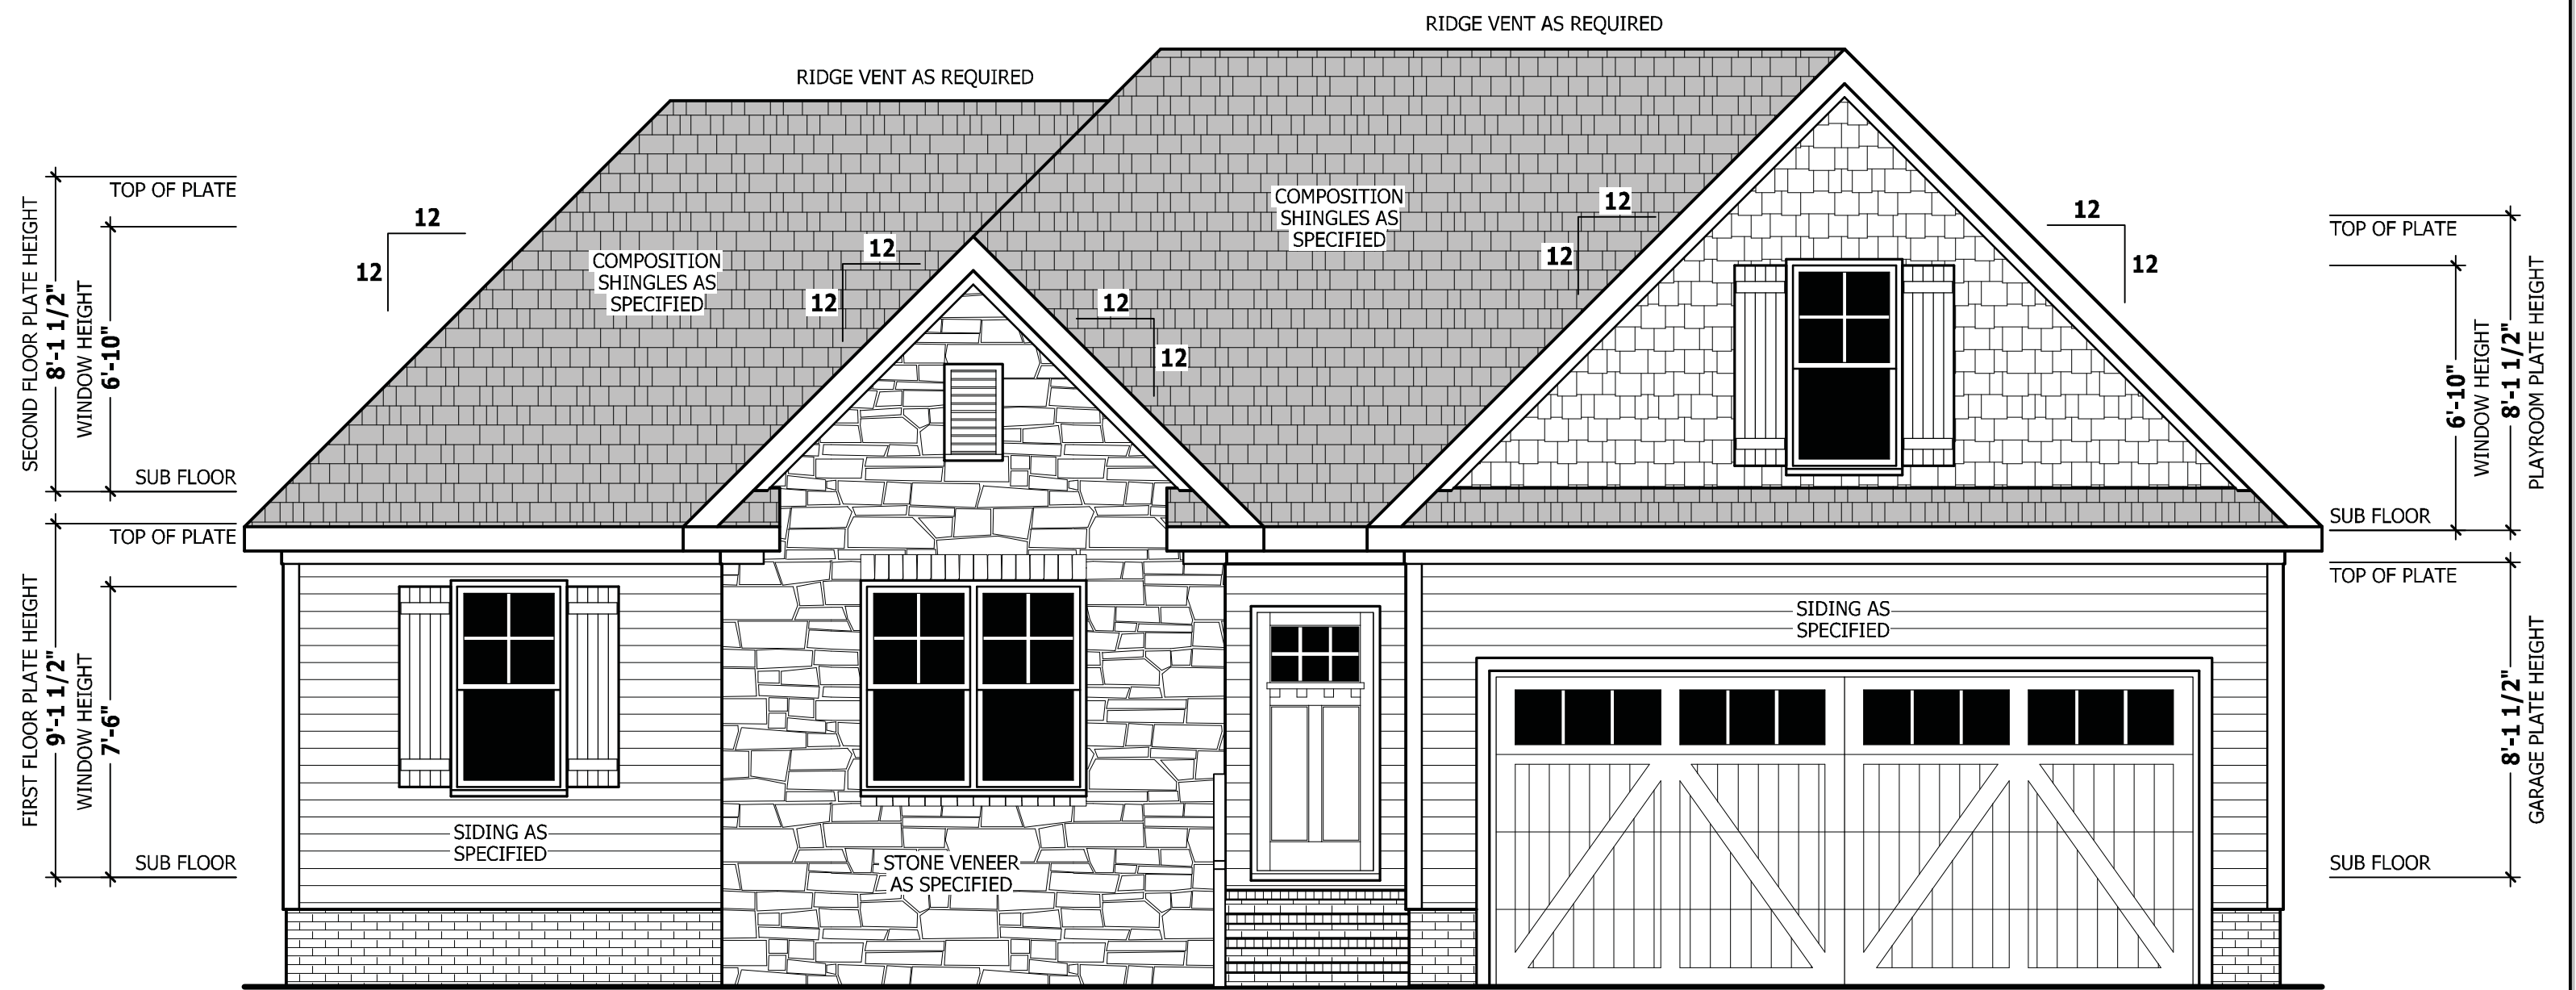 RIDGE VENT AS REQUIRED
RIDGE VENT AS REQUIRED
SECOND FLOOR PLATE HEIGHT
8'-1 1/2"
WINDOW HEIGHT
6'-10"
TOP OF PLATE
SUB FLOOR
12
12
COMPOSITION
SHINGLES AS
SPECIFIED
12
12
12
12
COMPOSITION
SHINGLES AS
SPECIFIED
12
12
12
12
TOP OF PLATE
SUB FLOOR
6'-10"
WINDOW HEIGHT
8'-1 1/2"
PLAYROOM PLATE HEIGHT
FIRST FLOOR PLATE HEIGHT
9'-1 1/2"
WINDOW HEIGHT
7'-6"
TOP OF PLATE
SUB FLOOR
SIDING AS
SPECIFIED
STONE VENEER
AS SPECIFIED
SIDING AS
SPECIFIED
TOP OF PLATE
SUB FLOOR
8'-1 1/2"
GARAGE PLATE HEIGHT